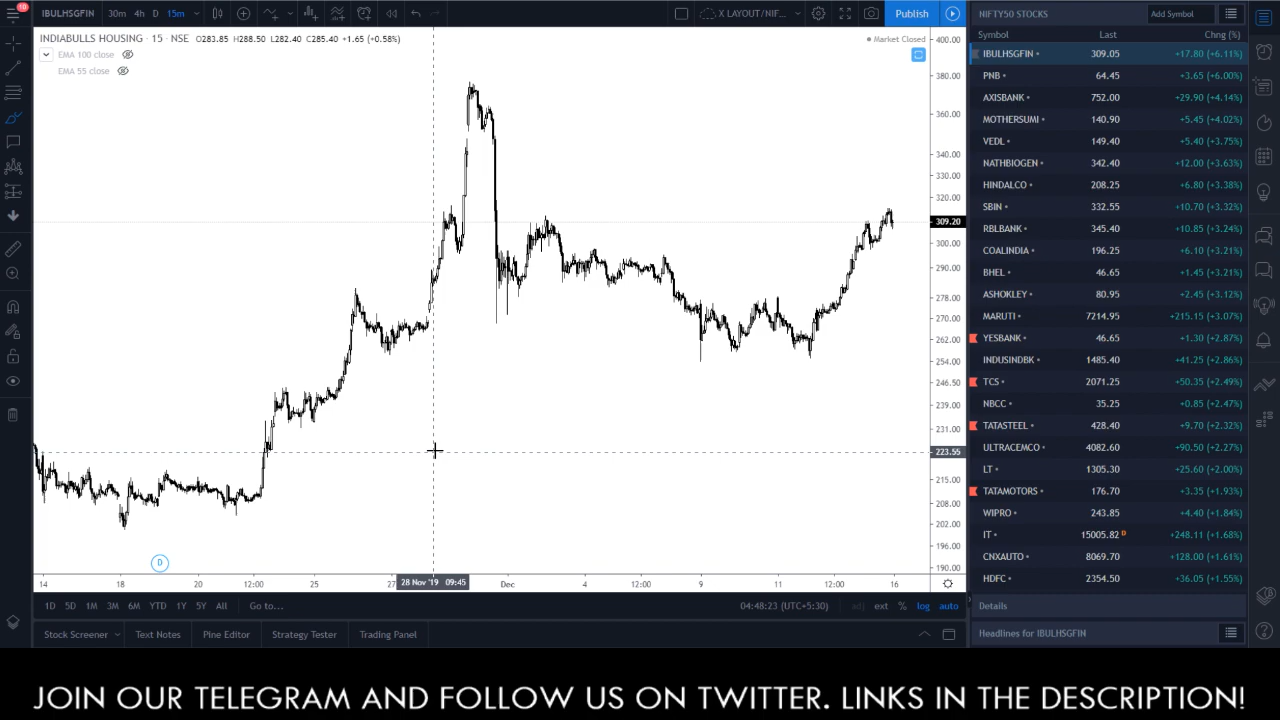 10
IBULHSGFIN 30m 4h D 15m
X LAYOUT/NIF... Publish
NIFTY50 STOCKS Add Symbol
INDIABULLS HOUSING · 15 · NSE O283.85 H288.50 L282.40 C285.40 +1.65 (+0.58%)
Market Closed
EMA 100 close
EMA 55 close
400.00
380.00
360.00
340.00
330.00
320.00
309.20
300.00
290.00
278.00
270.00
262.00
254.00
246.50
239.00
231.00
223.55
215.00
208.00
202.00
196.00
190.00
D
14 18 20 12:00 25 27 28 Nov '19 09:45 Dec 4 12:00 9 11 12:00 16
1D 5D 1M 3M 6M YTD 1Y 5Y All Go to...
04:48:23 (UTC+5:30) adj ext % log auto
Stock Screener Text Notes Pine Editor Strategy Tester Trading Panel
Symbol Last Chng (%)
IBULHSGFIN 309.05 +17.80 (+6.11%)
PNB 64.45 +3.65 (+6.00%)
AXISBANK 752.00 +29.90 (+4.14%)
MOTHERSUMI 140.90 +5.45 (+4.02%)
VEDL 149.40 +5.40 (+3.75%)
NATHBIOGEN 342.40 +12.00 (+3.63%)
HINDALCO 208.25 +6.80 (+3.38%)
SBIN 332.55 +10.70 (+3.32%)
RBLBANK 345.40 +10.85 (+3.24%)
COALINDIA 196.25 +6.10 (+3.21%)
BHEL 46.65 +1.45 (+3.21%)
ASHOKLEY 80.95 +2.45 (+3.12%)
MARUTI 7214.95 +215.15 (+3.07%)
YESBANK 46.65 +1.30 (+2.87%)
INDUSINDBK 1485.40 +41.25 (+2.86%)
TCS 2071.25 +50.35 (+2.49%)
NBCC 35.25 +0.85 (+2.47%)
TATASTEEL 428.40 +9.70 (+2.32%)
ULTRACEMCO 4082.60 +90.50 (+2.27%)
LT 1305.30 +25.60 (+2.00%)
TATAMOTORS 176.70 +3.35 (+1.93%)
WIPRO 243.85 +4.40 (+1.84%)
IT 15005.82 D +248.11 (+1.68%)
CNXAUTO 8069.70 +128.00 (+1.61%)
HDFC 2354.50 +36.05 (+1.55%)
Details
Headlines for IBULHSGFIN
JOIN OUR TELEGRAM AND FOLLOW US ON TWITTER. LINKS IN THE DESCRIPTION!